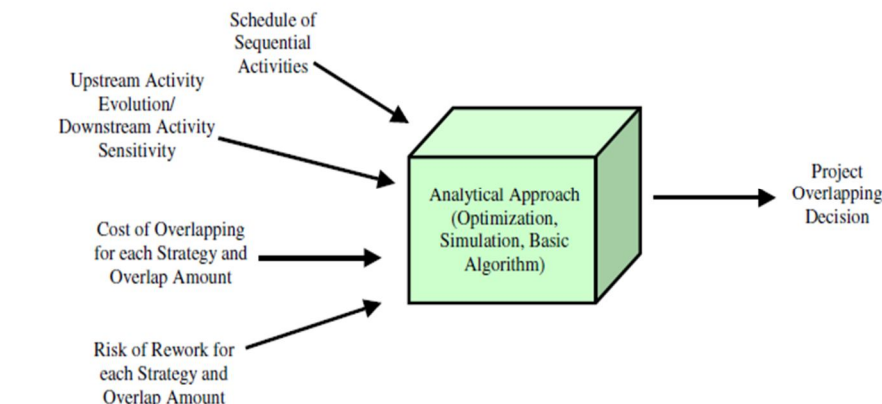 Schedule of
Sequential
Activities
Upstream Activity
Evolution/
Downstream Activity
Sensitivity
Cost of Overlapping
for each Strategy and
Overlap Amount
Risk of Rework for
each Strategy and
Overlap Amount
Analytical Approach
(Optimization,
Simulation, Basic
Algorithm)
Project
Overlapping
Decision